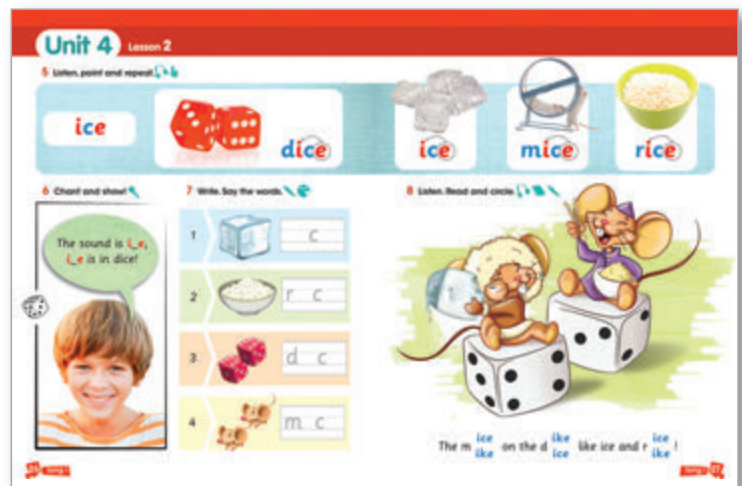 Unit 4 Lesson 2
5 Listen, point and repeat.
ice
dice
ice
mice
rice
6 Chant and show!
The sound is i_e,
i_e is in dice!
7 Write. Say the words.
1 c
2 r c
3 d c
4 m c
8 Listen. Read and circle.
The m ice on the d ike like ice and r ice !
ike ice ike